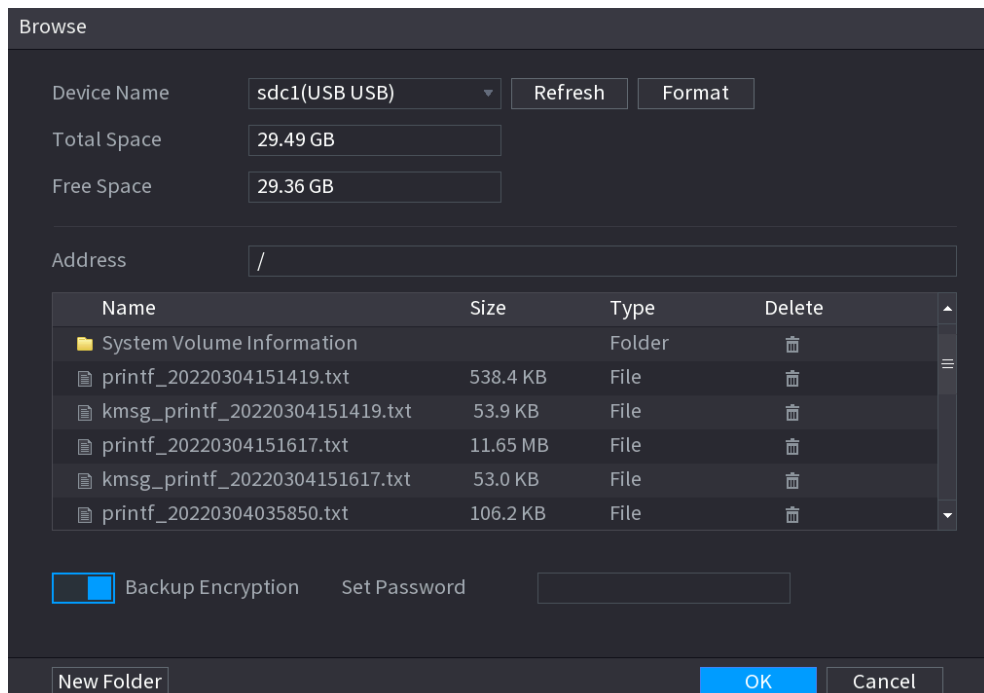 Browse
Device Name sdc1(USB USB) Refresh Format
Total Space 29.49 GB
Free Space 29.36 GB
Address /
Name Size Type Delete
System Volume Information Folder
printf_20220304151419.txt 538.4 KB File
kmsg_printf_20220304151419.txt 53.9 KB File
printf_20220304151617.txt 11.65 MB File
kmsg_printf_20220304151617.txt 53.0 KB File
printf_20220304035850.txt 106.2 KB File
Backup Encryption Set Password
New Folder OK Cancel